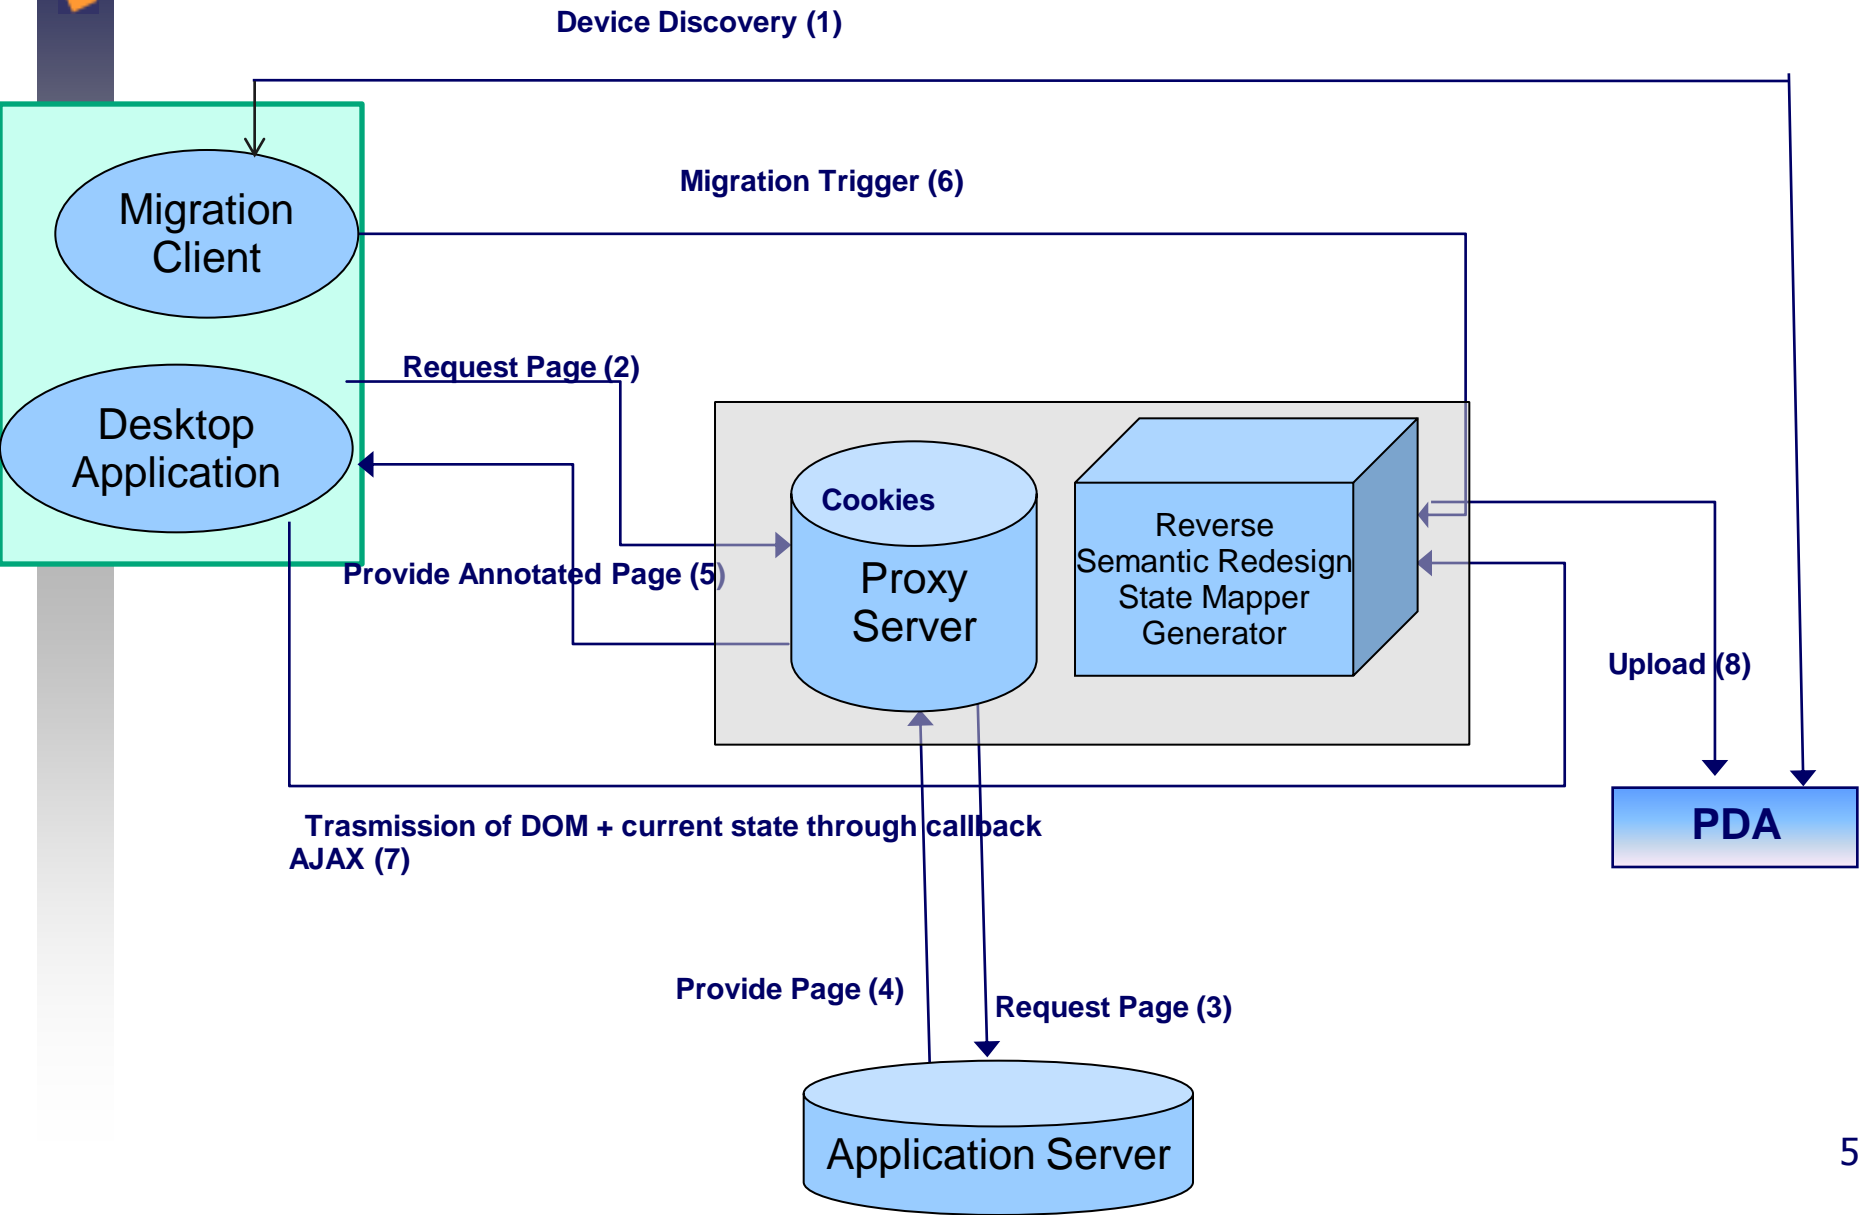 Device Discovery (1)
Migration Trigger (6)
Migration
Client
Request Page (2)
Desktop
Application
Cookies
Proxy
Server
Reverse
Semantic Redesign
State Mapper
Generator
Provide Annotated Page (5)
Upload (8)
PDA
Trasmission of DOM + current state through callback
AJAX (7)
Provide Page (4)
Request Page (3)
Application Server
5